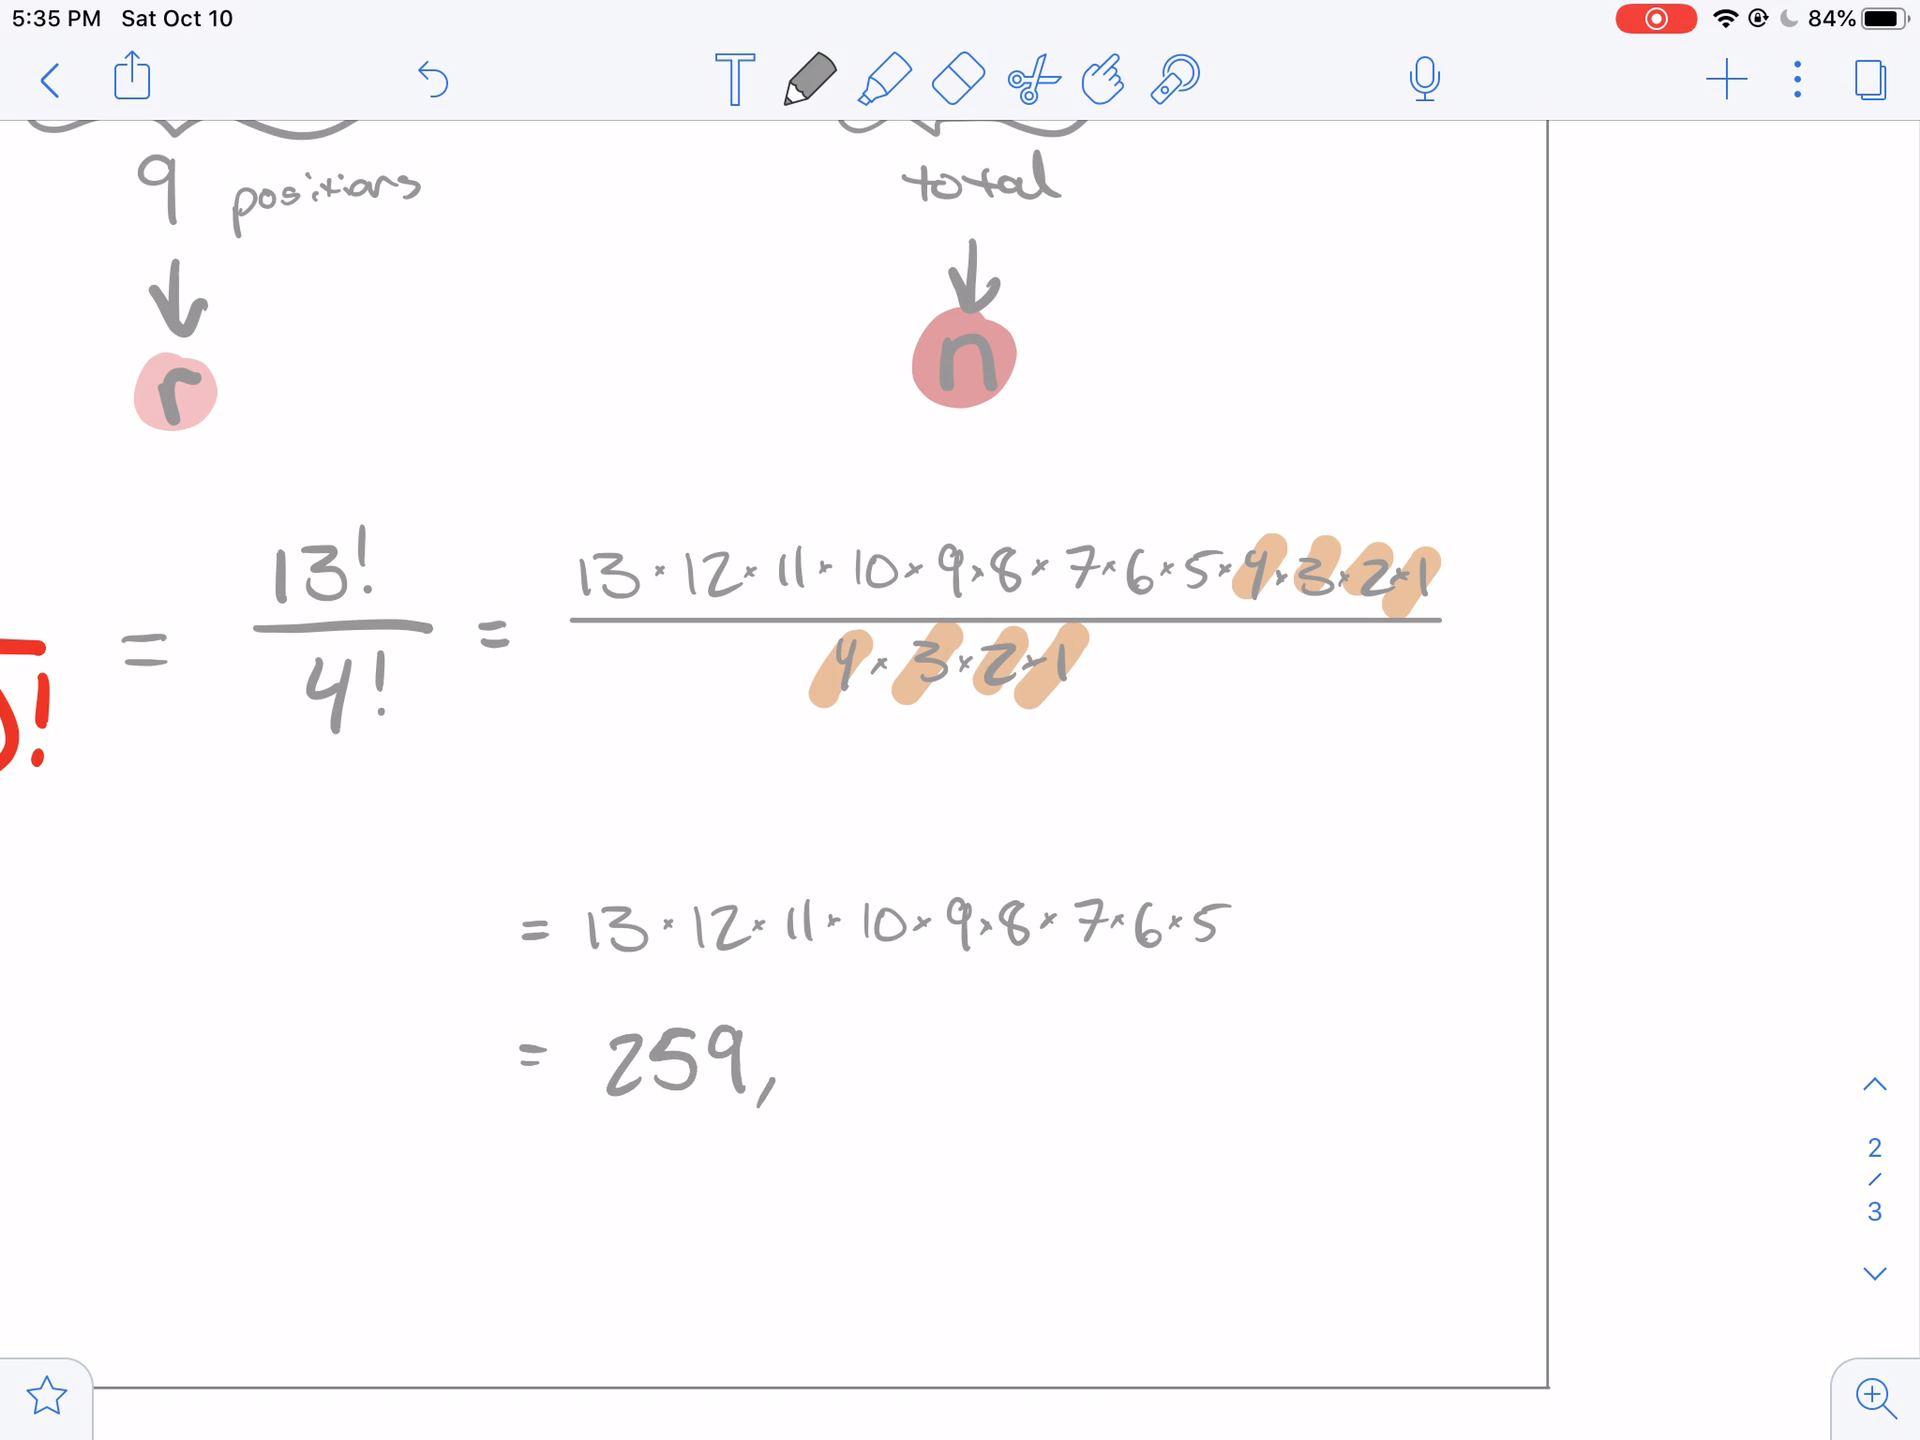 5:35 PM Sat Oct 10 84%
T
9 positions total
r n
13! / 4! = 13 × 12 × 11 × 10 × 9 × 8 × 7 × 6 × 5 × 4 × 3 × 2 × 1 / 4 × 3 × 2 × 1
= 13 × 12 × 11 × 10 × 9 × 8 × 7 × 6 × 5
= 259,
2 / 3